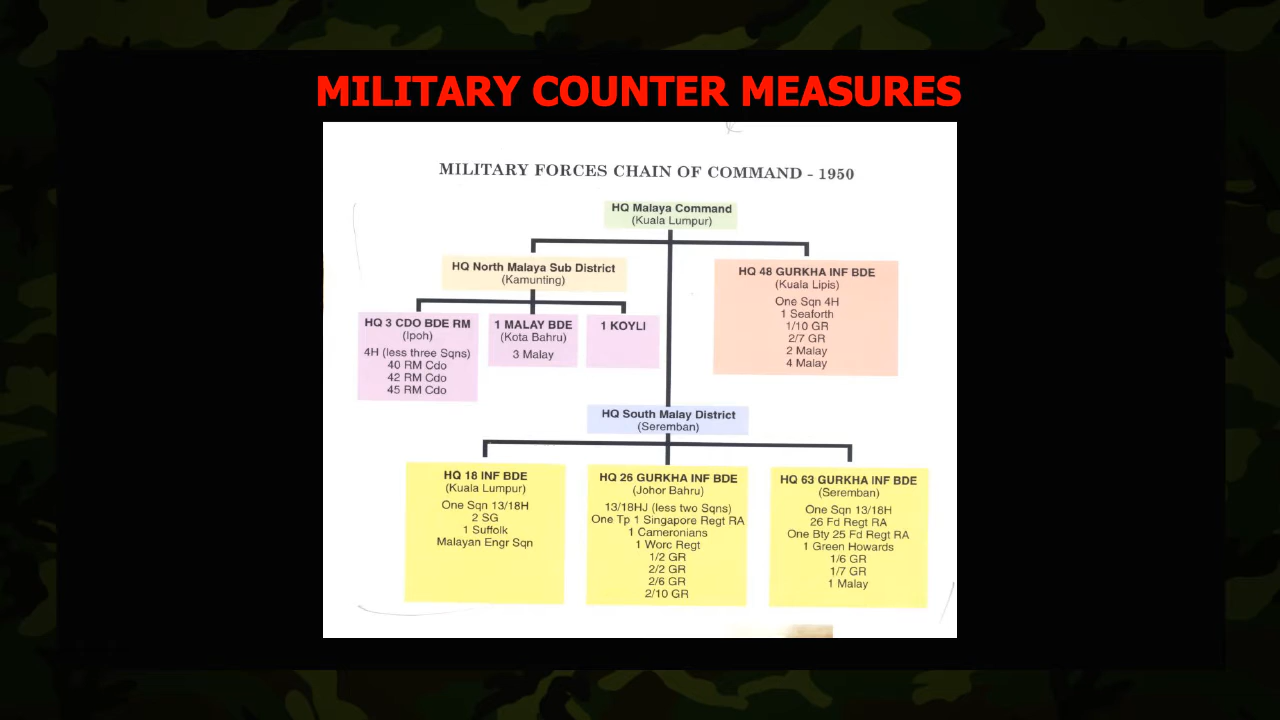 MILITARY COUNTER MEASURES
MILITARY FORCES CHAIN OF COMMAND - 1950
HQ Malaya Command
(Kuala Lumpur)
HQ North Malaya Sub District
(Kamunting)
HQ 48 GURKHA INF BDE
(Kuala Lipis)
One Sqn 4H
1 Seaforth
1/10 GR
2/7 GR
2 Malay
4 Malay
HQ 3 CDO BDE RM
(Ipoh)
4H (less three Sqns)
40 RM Cdo
42 RM Cdo
45 RM Cdo
1 MALAY BDE
(Kota Bahru)
3 Malay
1 KOYLI
HQ South Malay District
(Seremban)
HQ 18 INF BDE
(Kuala Lumpur)
One Sqn 13/18H
2 SG
1 Suffolk
Malayan Engr Sqn
HQ 26 GURKHA INF BDE
(Johor Bahru)
13/18HJ (less two Sqns)
One Tp 1 Singapore Regt RA
1 Cameronians
1 Worc Regt
1/2 GR
2/2 GR
2/6 GR
2/10 GR
HQ 63 GURKHA INF BDE
(Seremban)
One Sqn 13/18H
26 Fd Regt RA
One Bty 25 Fd Regt RA
1 Green Howards
1/6 GR
1/7 GR
1 Malay